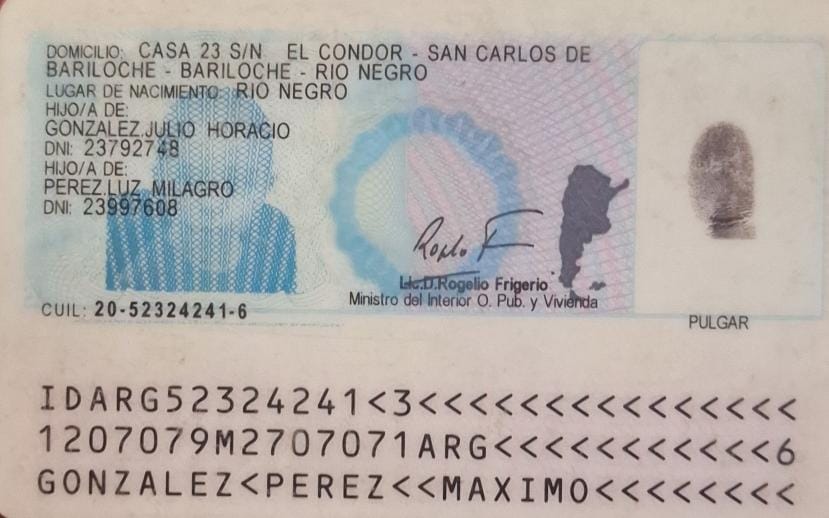 DOMICILIO: CASA 23 S/N EL CONDOR - SAN CARLOS DE
BARILOCHE - BARILOCHE - RIO NEGRO
LUGAR DE NACIMIENTO: RIO NEGRO
HIJO/A DE:
GONZALEZ.JULIO HORACIO
DNI: 23792748
HIJO/A DE:
PEREZ.LUZ MILAGRO
DNI: 23997608
Lic.D.Rogelio Frigerio
Ministro del Interior O. Pub. y Vivienda
CUIL: 20-52324241-6
PULGAR
IDARG52324241<3<<<<<<<<<<<<<<<
1207079M2707071ARG<<<<<<<<<<<6
GONZALEZ<PEREZ<<MAXIMO<<<<<<<<